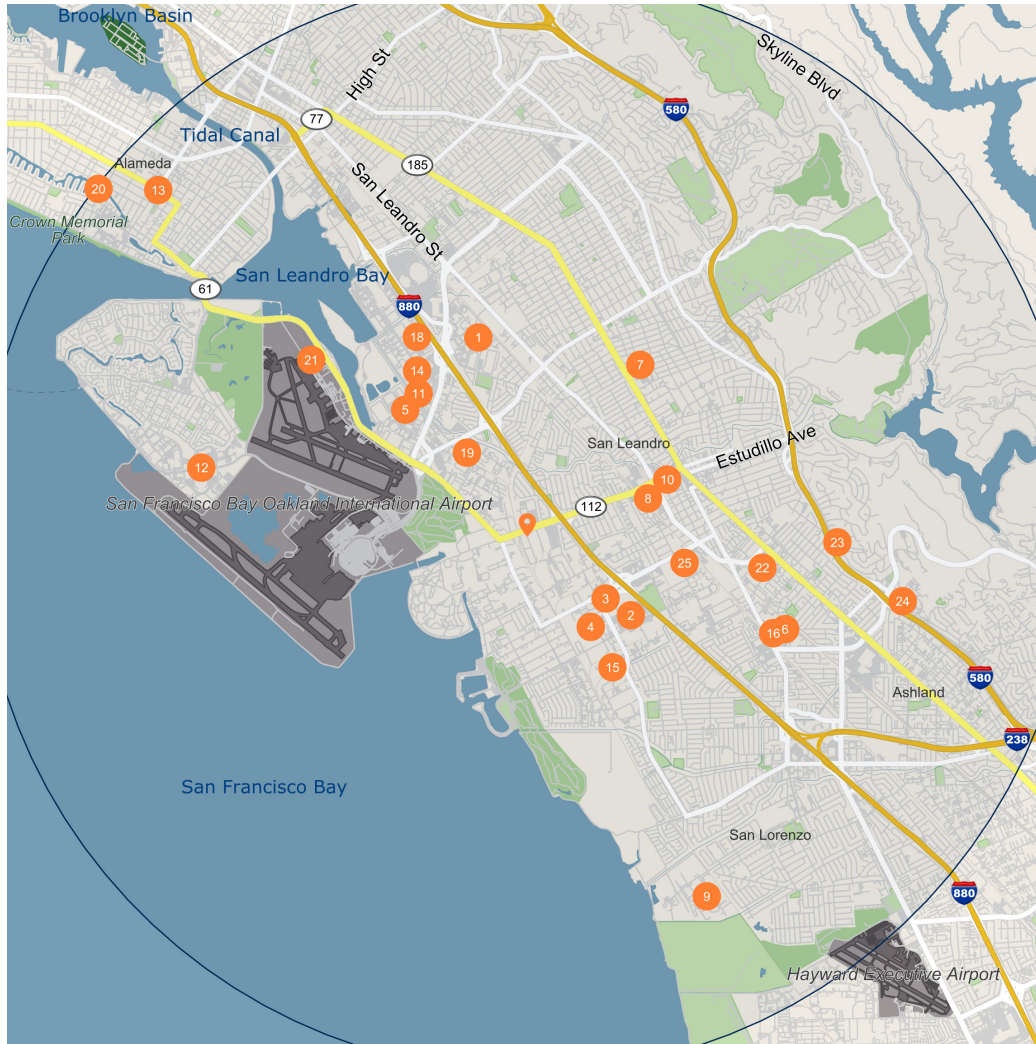 Brooklyn Basin
Skyline Blvd
High St
580
77
Tidal Canal
185
Alameda
San Leandro St
20
13
Crown Memorial
Park
San Leandro Bay
61
880
18
1
21
14
7
11
5
Estudillo Ave
San Leandro
19
12
10
San Francisco Bay Oakland International Airport
8
112
23
25
22
3
24
2
4
16
6
15
580
Ashland
238
San Francisco Bay
San Lorenzo
880
9
Hayward Executive Airport